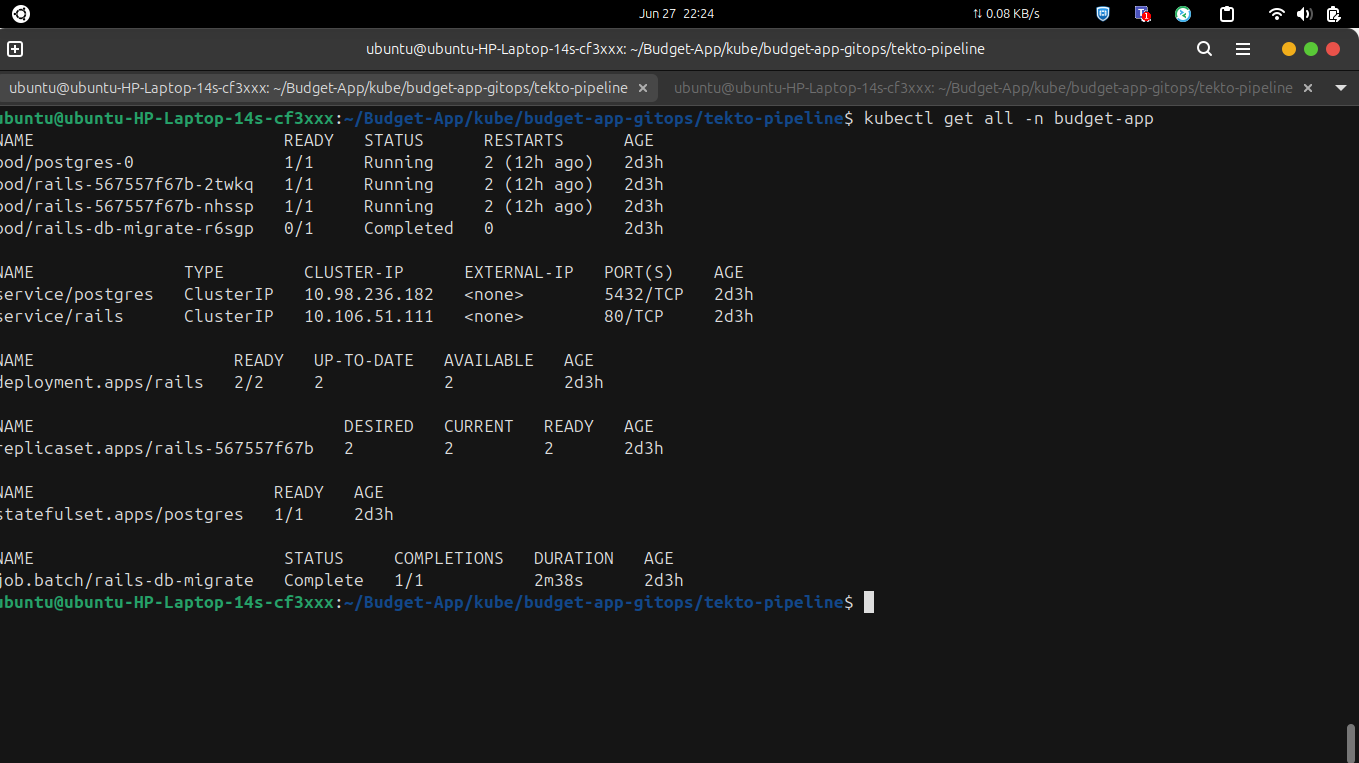 Jun 27 22:24
0.08 KB/s
ubuntu@ubuntu-HP-Laptop-14s-cf3xxx: ~/Budget-App/kube/budget-app-gitops/tekto-pipeline
ubuntu@ubuntu-HP-Laptop-14s-cf3xxx: ~/Budget-App/kube/budget-app-gitops/tekto-pipeline
ubuntu@ubuntu-HP-Laptop-14s-cf3xxx: ~/Budget-App/kube/budget-app-gitops/tekto-pipeline
ubuntu@ubuntu-HP-Laptop-14s-cf3xxx:~/Budget-App/kube/budget-app-gitops/tekto-pipeline$ kubectl get all -n budget-app
NAME READY STATUS RESTARTS AGE
pod/postgres-0 1/1 Running 2 (12h ago) 2d3h
pod/rails-567557f67b-2twkq 1/1 Running 2 (12h ago) 2d3h
pod/rails-567557f67b-nhssp 1/1 Running 2 (12h ago) 2d3h
pod/rails-db-migrate-r6sgp 0/1 Completed 0 2d3h
NAME TYPE CLUSTER-IP EXTERNAL-IP PORT(S) AGE
service/postgres ClusterIP 10.98.236.182 <none> 5432/TCP 2d3h
service/rails ClusterIP 10.106.51.111 <none> 80/TCP 2d3h
NAME READY UP-TO-DATE AVAILABLE AGE
deployment.apps/rails 2/2 2 2 2d3h
NAME DESIRED CURRENT READY AGE
replicaset.apps/rails-567557f67b 2 2 2 2d3h
NAME READY AGE
statefulset.apps/postgres 1/1 2d3h
NAME STATUS COMPLETIONS DURATION AGE
job.batch/rails-db-migrate Complete 1/1 2m38s 2d3h
ubuntu@ubuntu-HP-Laptop-14s-cf3xxx:~/Budget-App/kube/budget-app-gitops/tekto-pipeline$